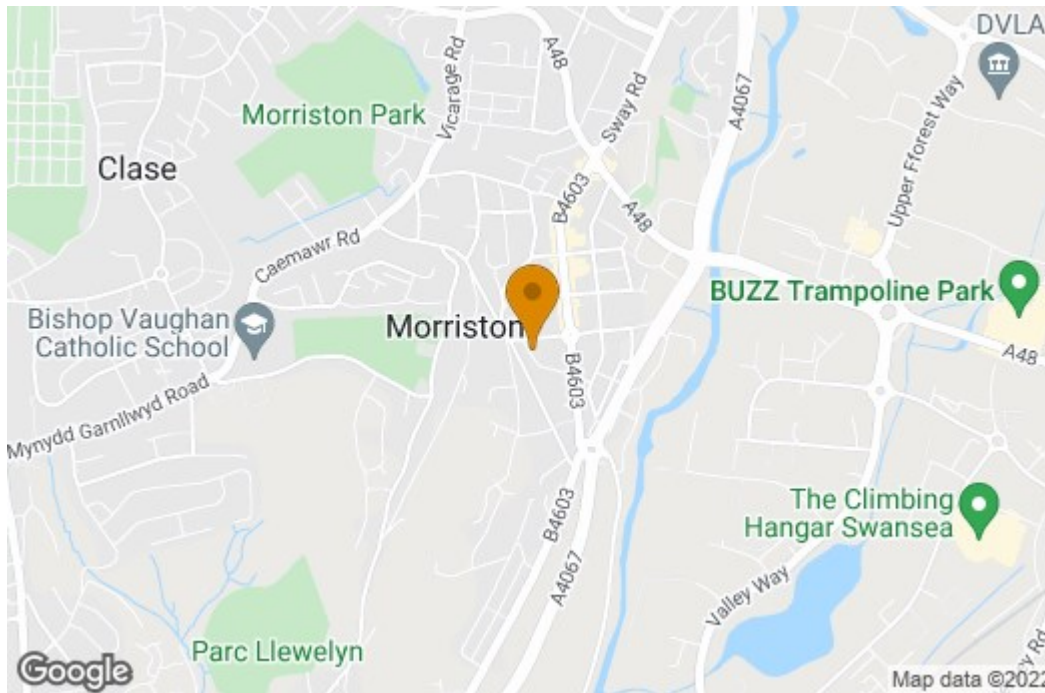 DVLA
A48
Vicarage Rd
Sway Rd
A4067
Morriston Park
Upper Fforest Way
Clase
B4603
A48
Caemawr Rd
BUZZ Trampoline Park
Bishop Vaughan
Catholic School
Morriston
A48
B4603
Mynydd Garnllwyd Road
The Climbing
Hangar Swansea
B4603
A4067
Valley Way
Parc Llewelyn
Rd
Google
Map data ©2022